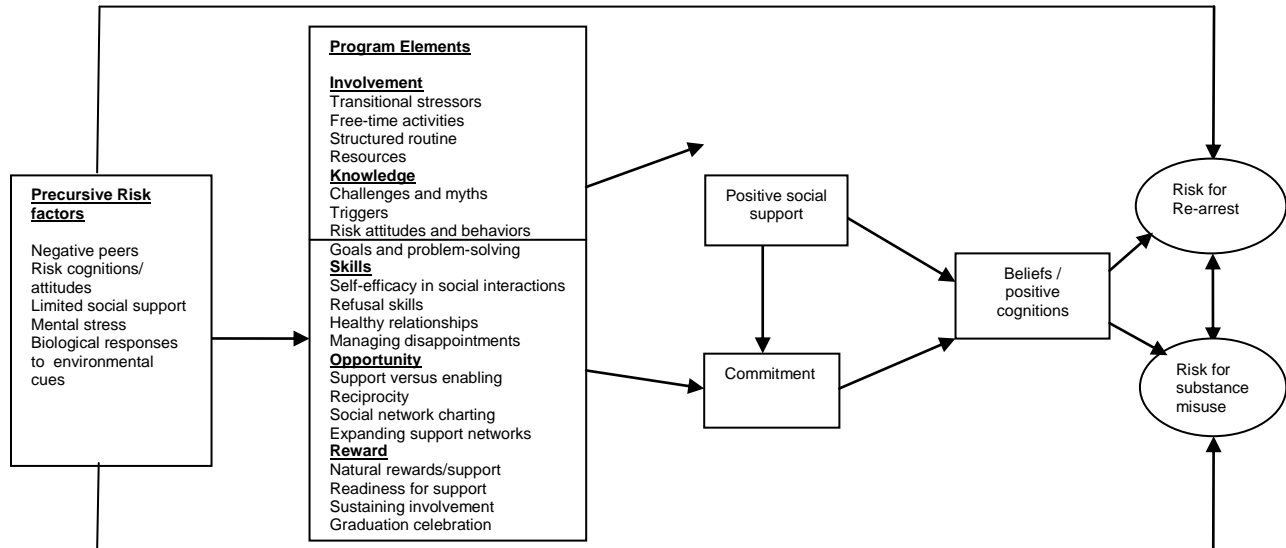 Precursive Risk
factors
Negative peers
Risk cognitions/
attitudes
Limited social support
Mental stress
Biological responses
to environmental
cues
Program Elements
Involvement
Transitional stressors
Free-time activities
Structured routine
Resources
Knowledge
Challenges and myths
Triggers
Risk attitudes and behaviors
Goals and problem-solving
Skills
Self-efficacy in social interactions
Refusal skills
Healthy relationships
Managing disappointments
Opportunity
Support versus enabling
Reciprocity
Social network charting
Expanding support networks
Reward
Natural rewards/support
Readiness for support
Sustaining involvement
Graduation celebration
Positive social
support
Commitment
Beliefs /
positive
cognitions
Risk for
Re-arrest
Risk for
substance
misuse